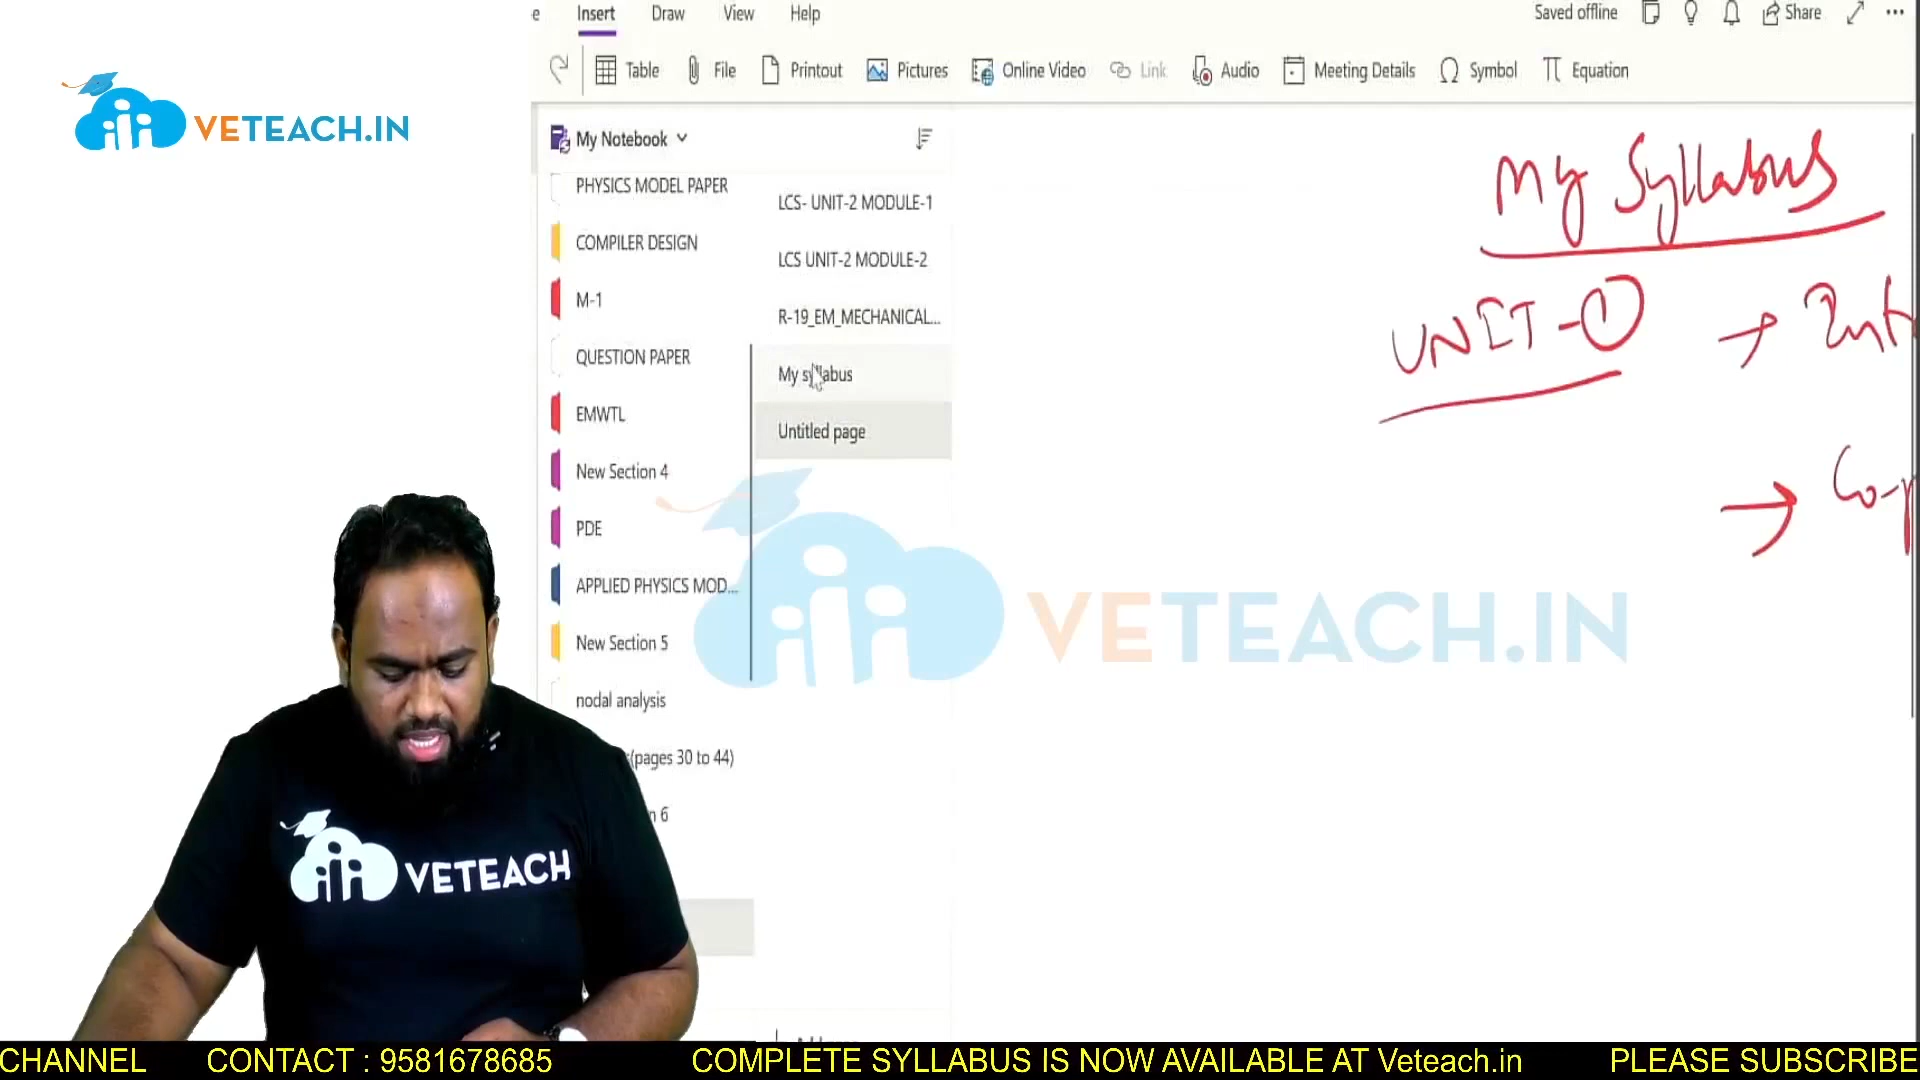 Insert Draw View Help Saved offline Share
Table File Printout Pictures Online Video Link Audio Meeting Details Symbol Equation
VETEACH.IN
My Notebook
PHYSICS MODEL PAPER
COMPILER DESIGN
M-1
QUESTION PAPER
EMWTL
New Section 4
PDE
APPLIED PHYSICS MOD...
New Section 5
nodal analysis
(pages 30 to 44)
6
LCS- UNIT-2 MODULE-1
LCS UNIT-2 MODULE-2
R-19_EM_MECHANICAL...
My syllabus
Untitled page
My Syllabus
UNIT-1 →
→
VETEACH.IN
VETEACH
CHANNEL CONTACT : 9581678685 COMPLETE SYLLABUS IS NOW AVAILABLE AT Veteach.in PLEASE SUBSCRIBE